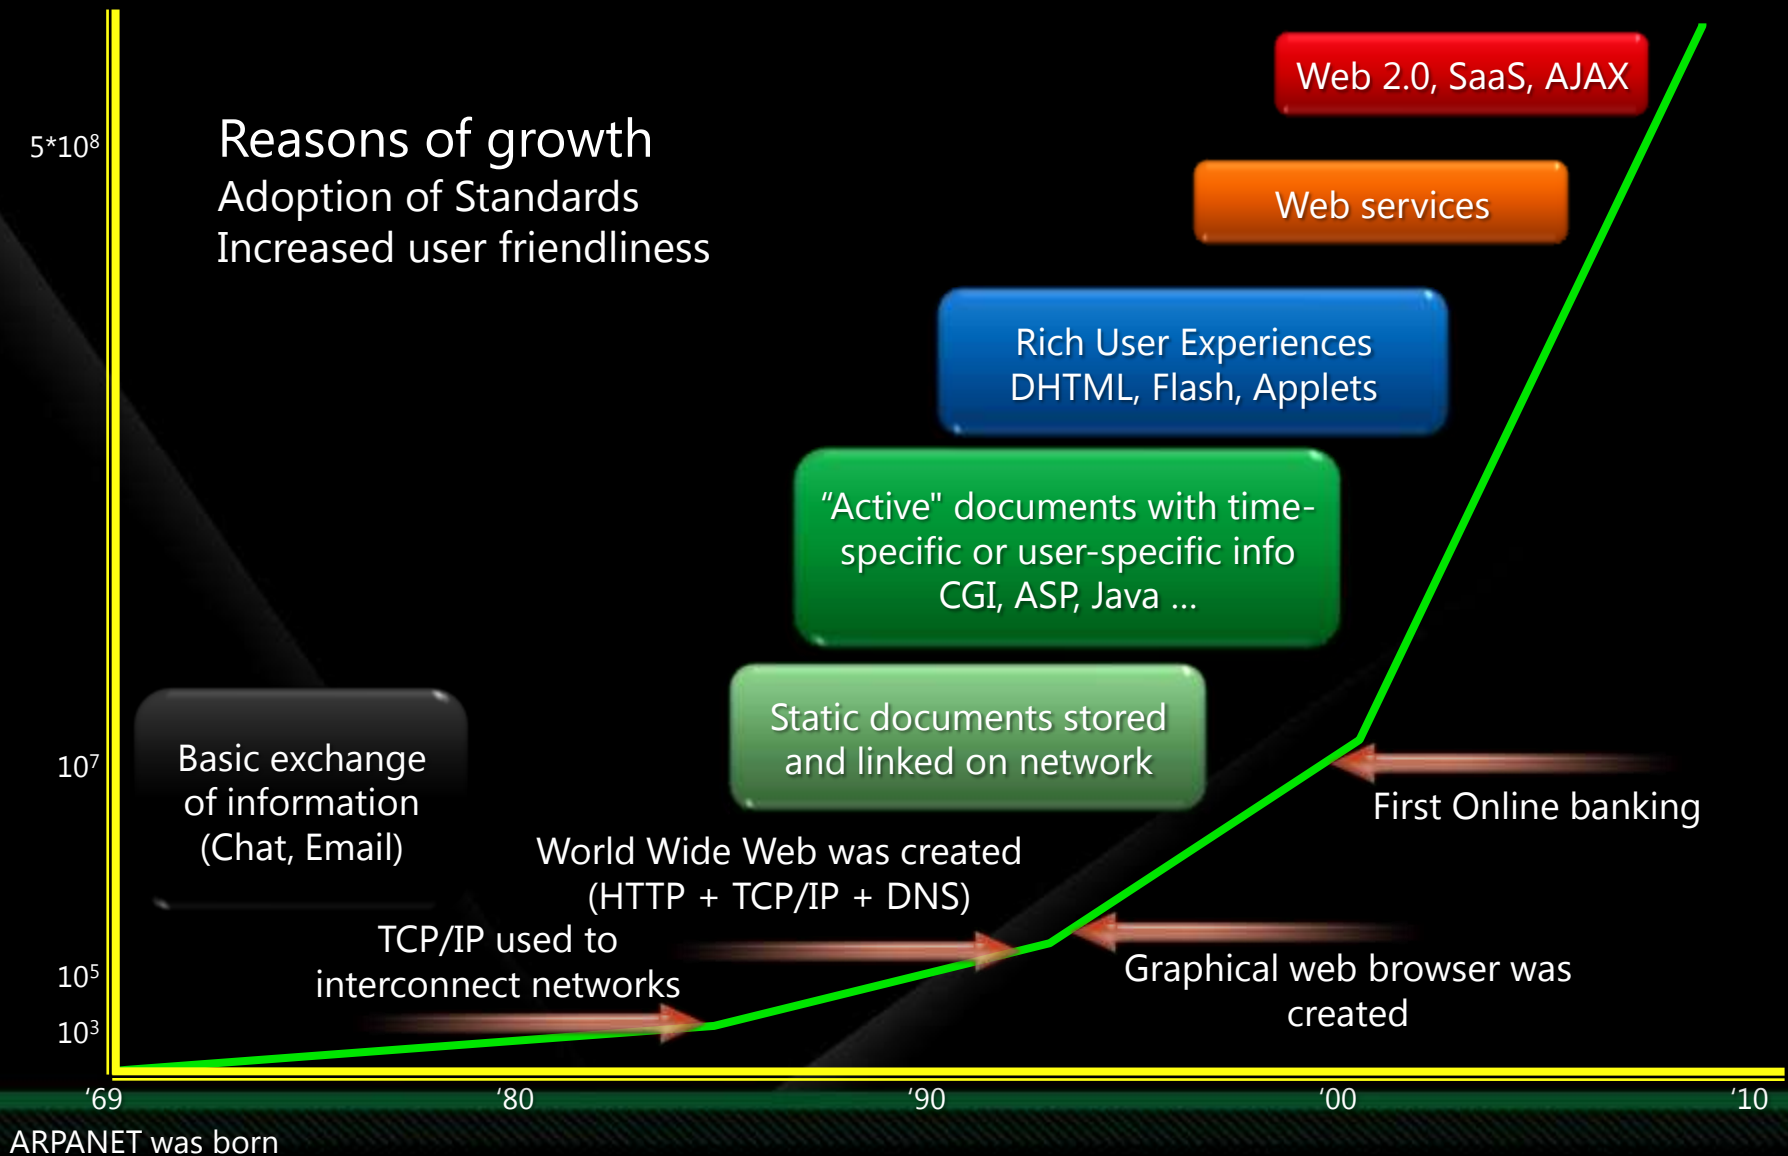 Reasons of growth
Adoption of Standards
Increased user friendliness
Web 2.0, SaaS, AJAX
Web services
Rich User Experiences
DHTML, Flash, Applets
“Active" documents with time-
specific or user-specific info
CGI, ASP, Java ...
Static documents stored
and linked on network
Basic exchange
of information
(Chat, Email)
World Wide Web was created
(HTTP + TCP/IP + DNS)
TCP/IP used to
interconnect networks
First Online banking
Graphical web browser was
created
5*10⁸
10⁷
10⁵
10³
‘69
‘80
‘90
‘00
‘10
ARPANET was born